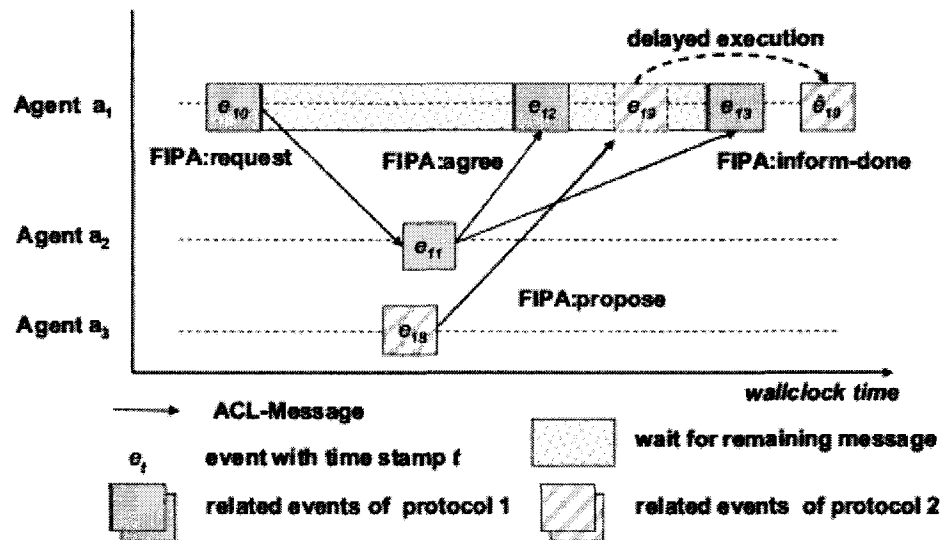 delayed execution
Agent a1
e10
e12
e19
e13
ê19
FIPA:request
FIPA:agree
FIPA:inform-done
Agent a2
e11
FIPA:propose
Agent a3
e18
wallclock time
ACL-Message
wait for remaining message
et
event with time stamp t
related events of protocol 1
related events of protocol 2